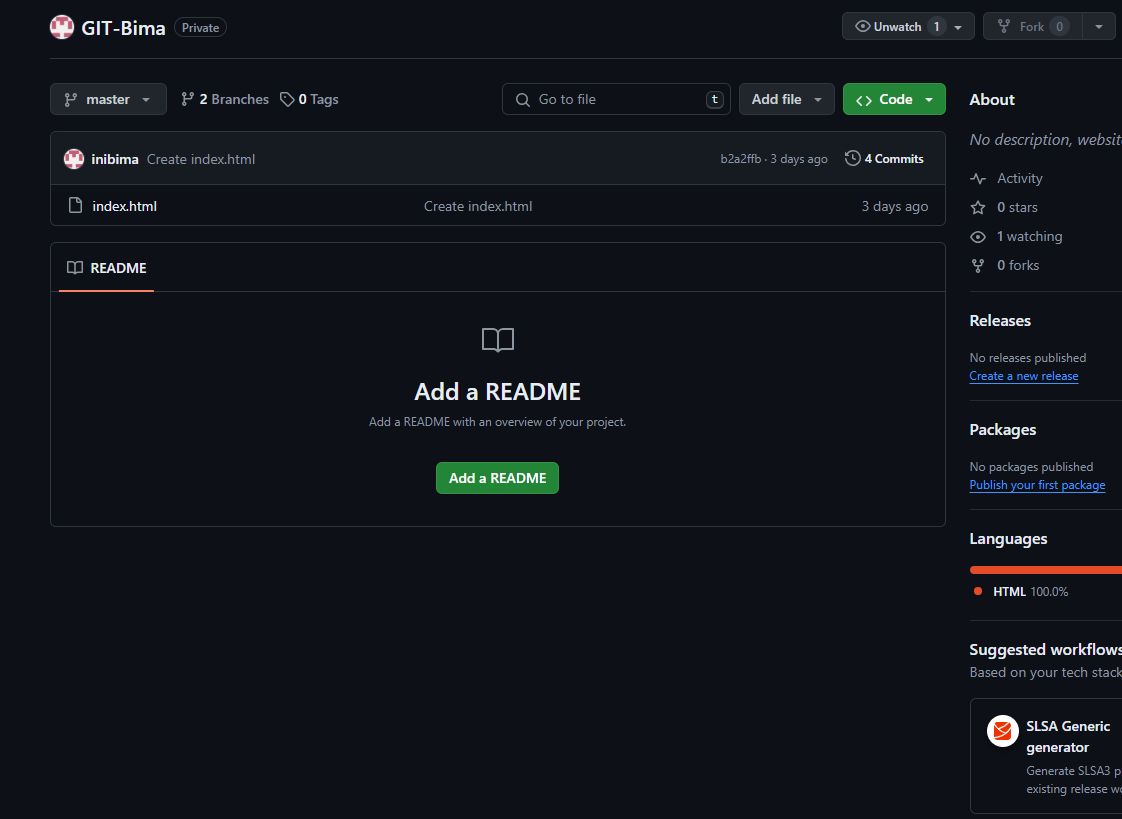 GIT-Bima Private
Unwatch 1
Fork 0
master
2 Branches
0 Tags
Go to file t
Add file
Code
inibima Create index.html
b2a2ffb · 3 days ago
4 Commits
index.html Create index.html 3 days ago
README
Add a README
Add a README with an overview of your project.
Add a README
About
No description, website
Activity
0 stars
1 watching
0 forks
Releases
No releases published
Create a new release
Packages
No packages published
Publish your first package
Languages
HTML 100.0%
Suggested workflows
Based on your tech stack
SLSA Generic
generator
Generate SLSA3 p
existing release wo